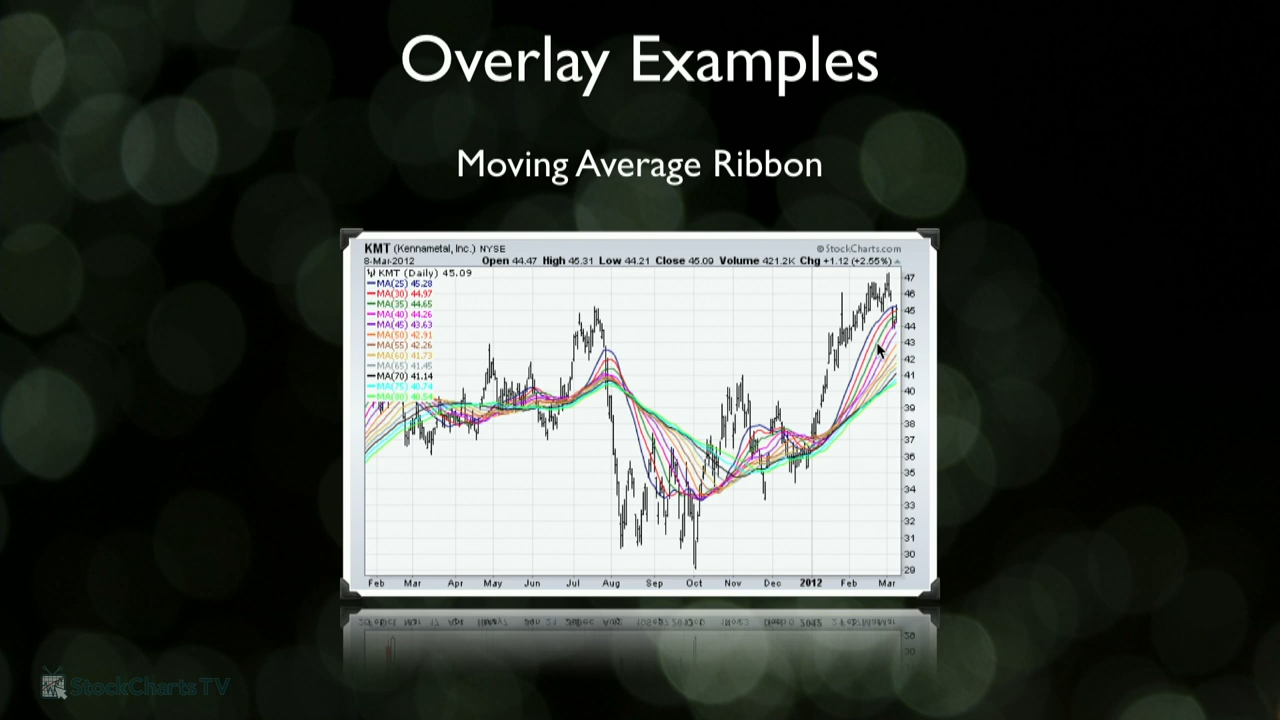 Overlay Examples
Moving Average Ribbon
KMT (Kennametal, Inc.) NYSE
© StockCharts.com
8-Mar-2012
Open 44.47 High 45.31 Low 44.21 Close 45.09 Volume 421.2K Chg +1.12 (+2.55%)
KMT (Daily) 45.09
MA(25) 45.28
MA(30) 44.97
MA(35) 44.65
MA(40) 44.26
MA(45) 43.63
MA(50) 42.91
MA(55) 42.26
MA(60) 41.73
MA(65) 41.45
MA(70) 41.14
MA(75) 40.74
MA(80) 40.54
47
46
45
44
43
42
41
40
39
38
37
36
35
34
33
32
31
30
29
Feb Mar Apr May Jun Jul Aug Sep Oct Nov Dec 2012 Feb Mar
StockCharts TV